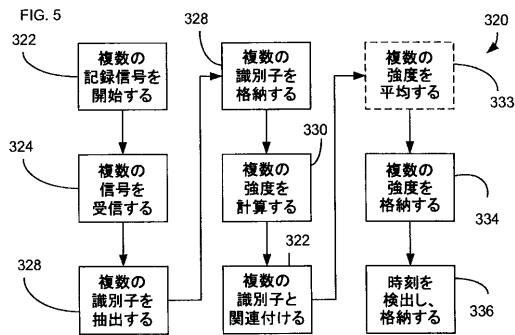 FIG. 5
320
322
複数の
記録信号を
開始する
324
複数の
信号を
受信する
328
複数の
識別子を
抽出する
328
複数の
識別子を
格納する
330
複数の
強度を
計算する
322
複数の
識別子と
関連付ける
333
複数の
強度を
平均する
334
複数の
強度を
格納する
336
時刻を
検出し、
格納する